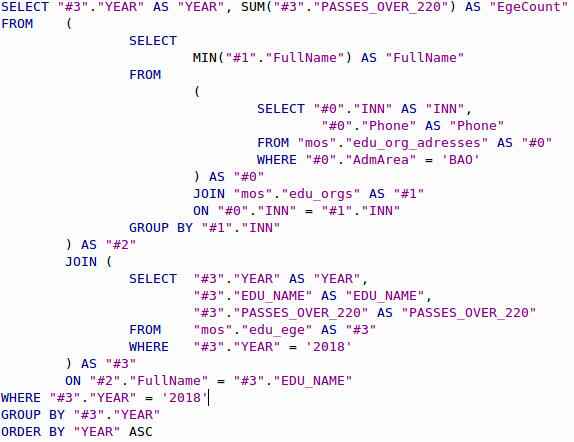 SELECT "#3"."YEAR" AS "YEAR", SUM("#3"."PASSES_OVER_220") AS "EgeCount"
FROM    (
                SELECT
                        MIN("#1"."FullName") AS "FullName"
                FROM
                        (
                                SELECT "#0"."INN" AS "INN",
                                        "#0"."Phone" AS "Phone"
                                FROM "mos"."edu_org_adresses" AS "#0"
                                WHERE "#0"."AdmArea" = 'BAO'
                        ) AS "#0"
                        JOIN "mos"."edu_orgs" AS "#1"
                        ON "#0"."INN" = "#1"."INN"
                GROUP BY "#1"."INN"
        ) AS "#2"
        JOIN (
                SELECT  "#3"."YEAR" AS "YEAR",
                        "#3"."EDU_NAME" AS "EDU_NAME",
                        "#3"."PASSES_OVER_220" AS "PASSES_OVER_220"
                FROM    "mos"."edu_ege" AS "#3"
                WHERE   "#3"."YEAR" = '2018'
        ) AS "#3"
        ON "#2"."FullName" = "#3"."EDU_NAME"
WHERE "#3"."YEAR" = '2018'
GROUP BY "#3"."YEAR"
ORDER BY "YEAR" ASC